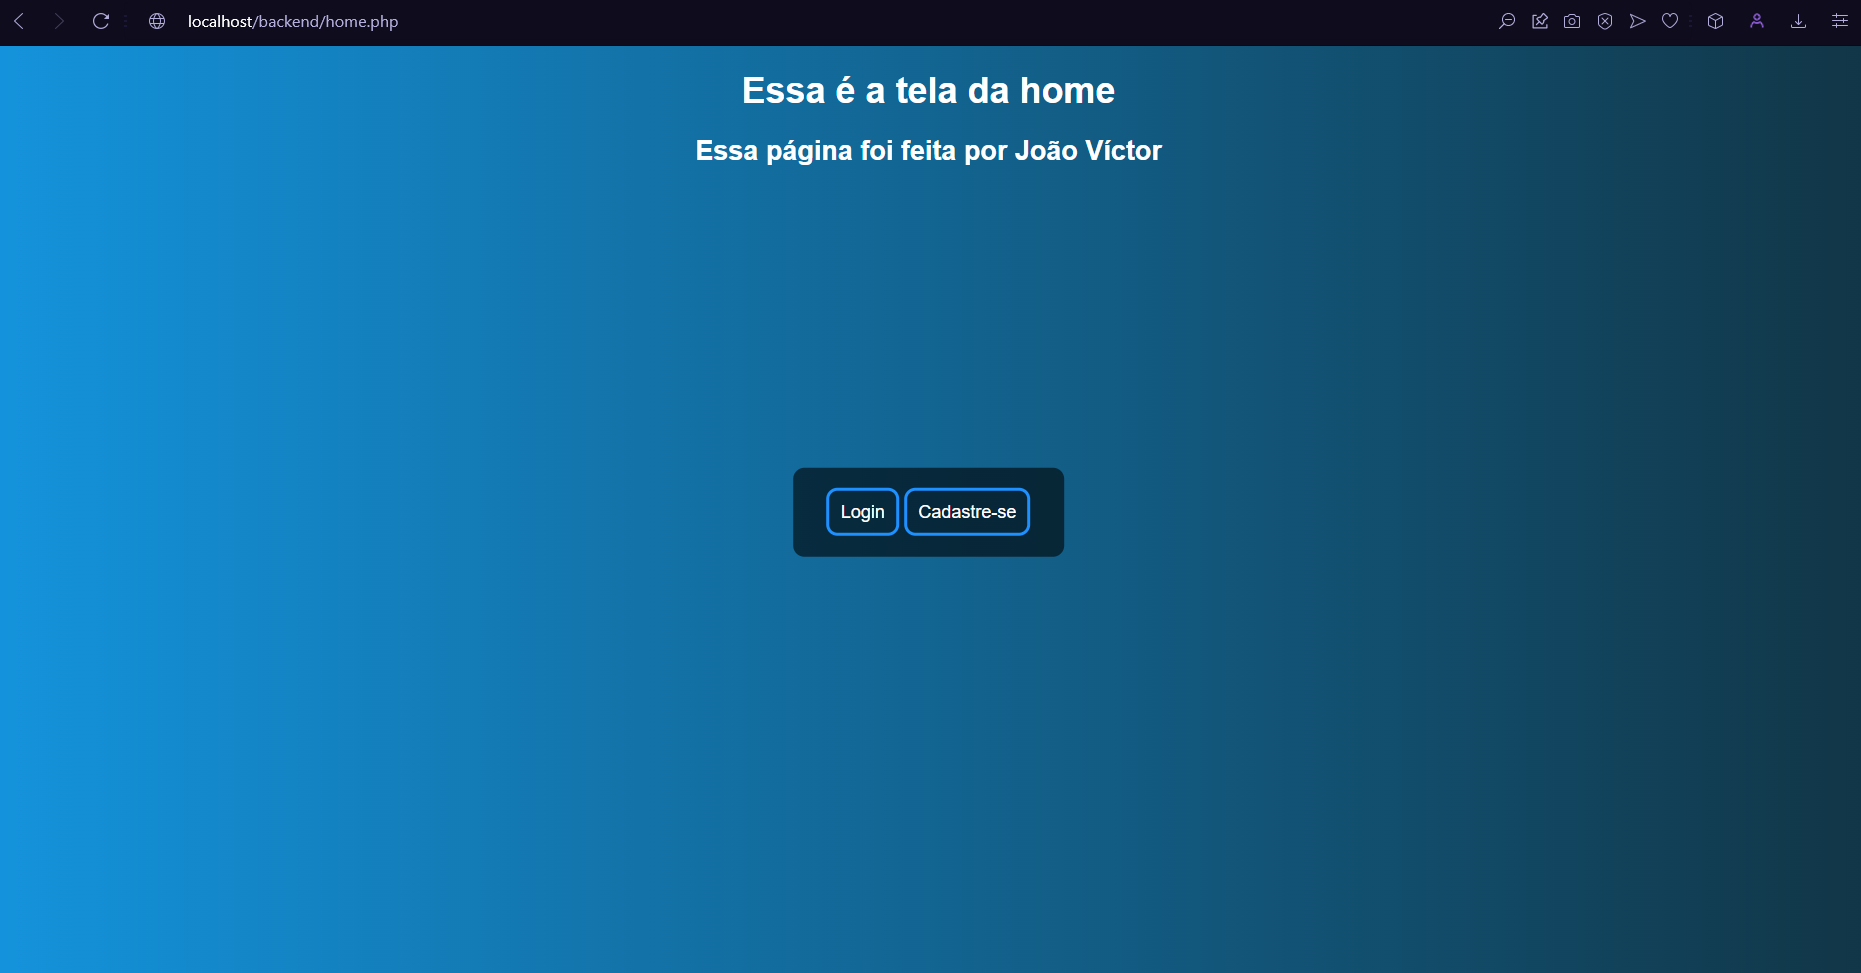 localhost/backend/home.php
Essa é a tela da home
Essa página foi feita por João Víctor
Login Cadastre-se